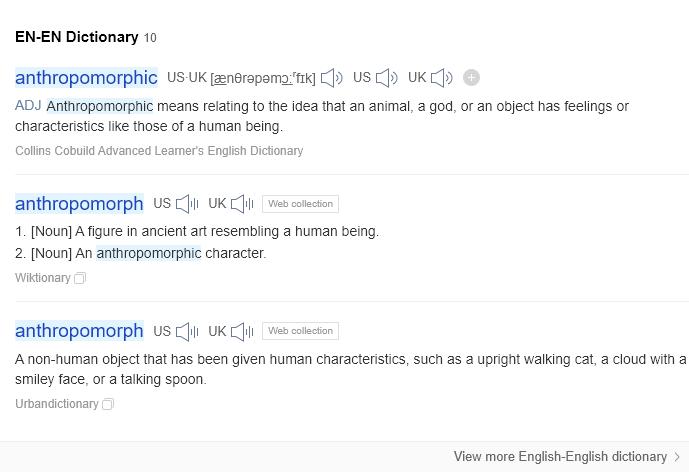 EN-EN Dictionary 10
anthropomorphic US·UK [ænθrəpəmɔːʳfɪk] US UK
ADJ Anthropomorphic means relating to the idea that an animal, a god, or an object has feelings or
characteristics like those of a human being.
Collins Cobuild Advanced Learner's English Dictionary
anthropomorph US UK Web collection
1. [Noun] A figure in ancient art resembling a human being.
2. [Noun] An anthropomorphic character.
Wiktionary
anthropomorph US UK Web collection
A non-human object that has been given human characteristics, such as a upright walking cat, a cloud with a
smiley face, or a talking spoon.
Urbandictionary
View more English-English dictionary >